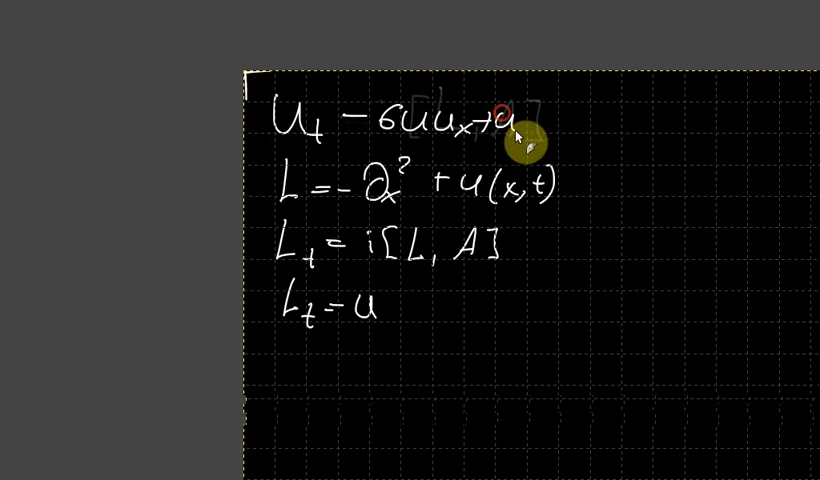 U_t - 6uu_x + u
L = -∂_x^2 + u(x,t)
L_t = i[L, A]
L_t = u